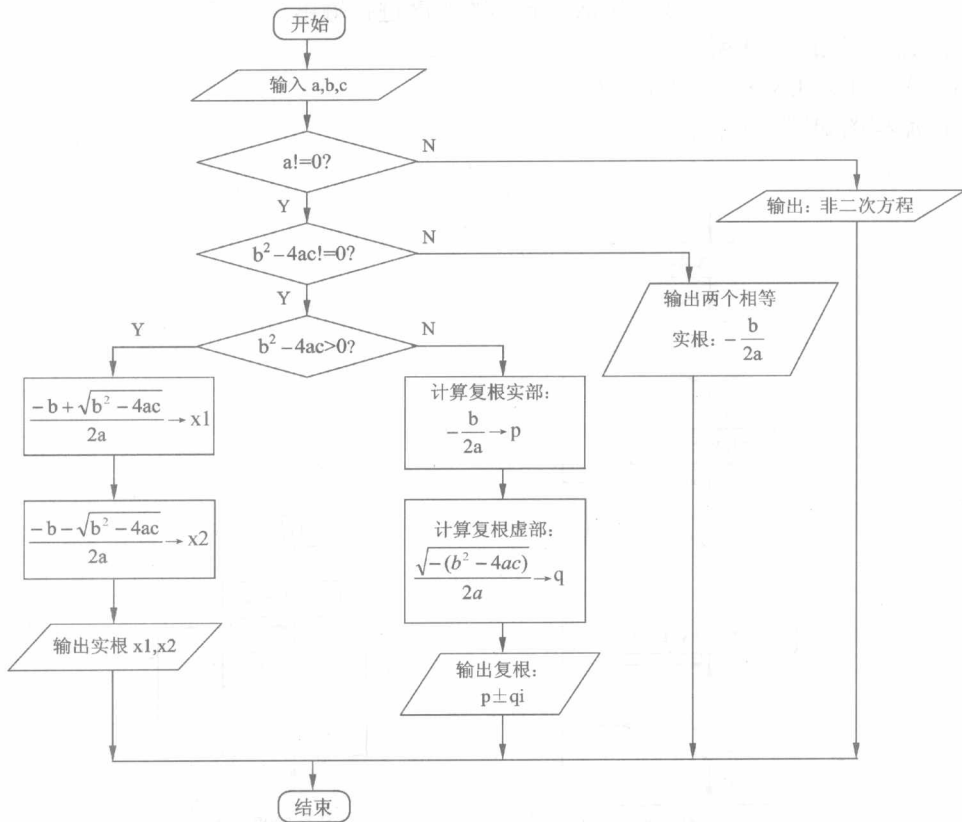 开始
输入 a,b,c
a!=0?
N
Y
输出：非二次方程
b²－4ac!=0?
N
Y
输出两个相等
实根：－b/2a
b²－4ac>0?
Y
N
(－b＋√(b²－4ac))/2a→x1
(－b－√(b²－4ac))/2a→x2
输出实根 x1,x2
计算复根实部：
－b/2a→p
计算复根虚部：
√(－(b²－4ac))/2a→q
输出复根：
p±qi
结束